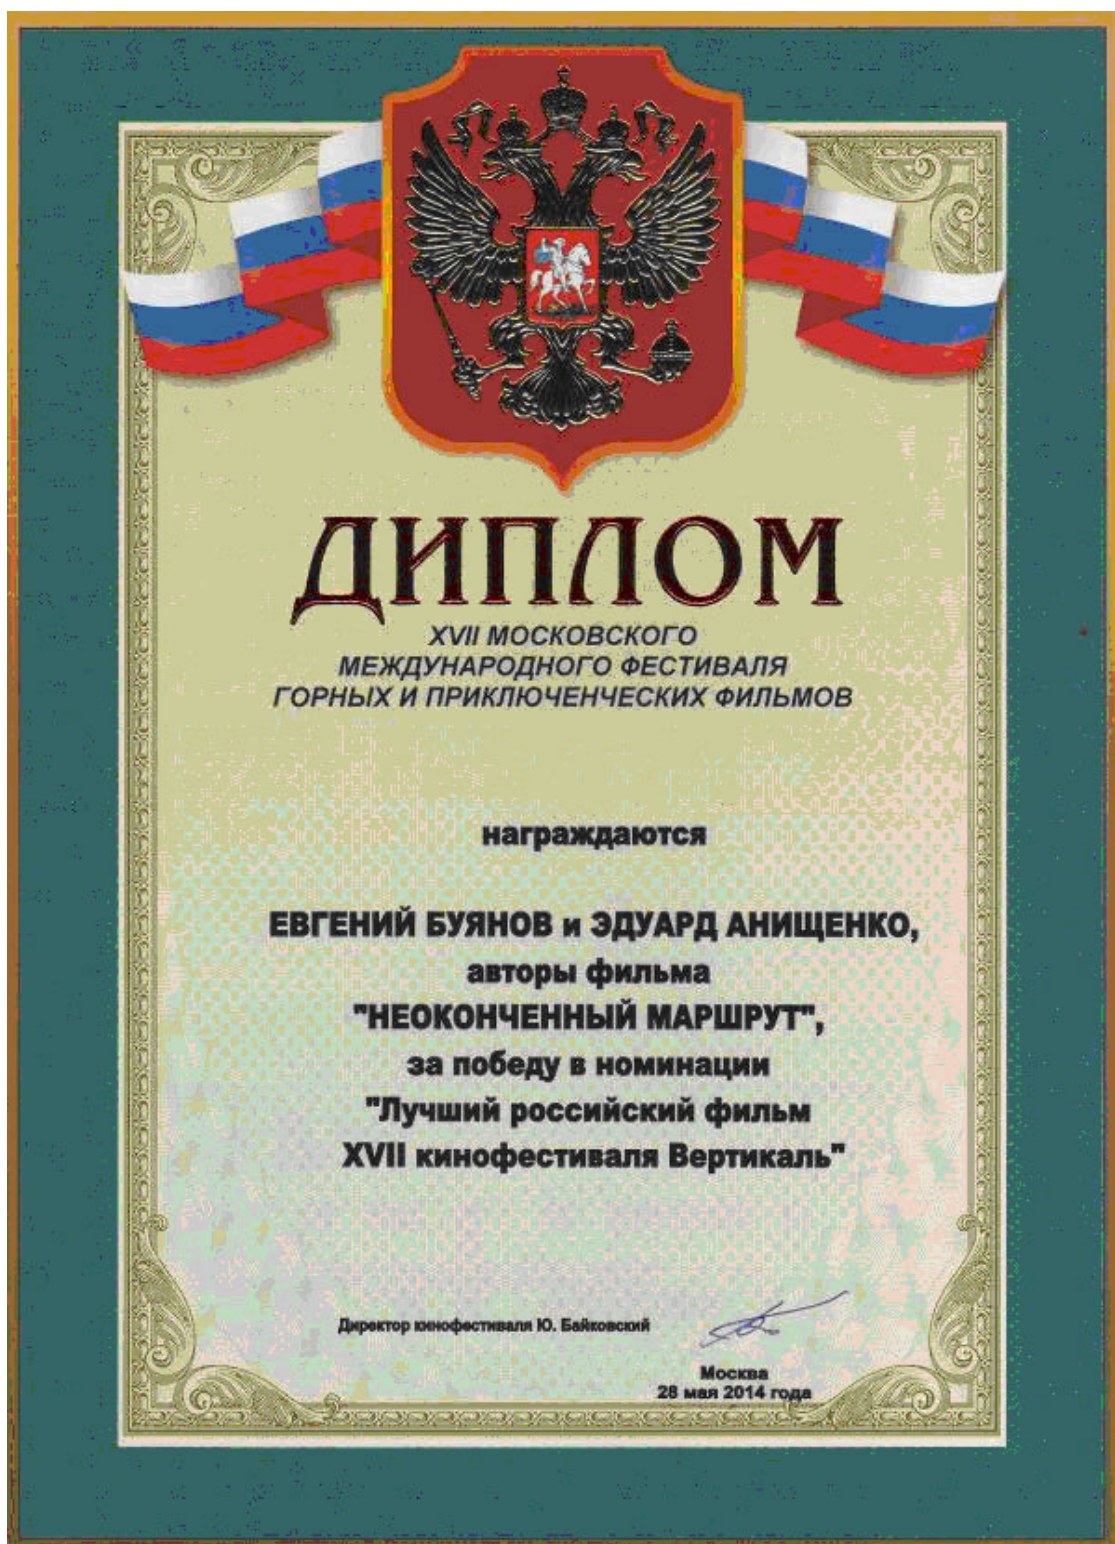 ДИПЛОМ
XVII МОСКОВСКОГО
МЕЖДУНАРОДНОГО ФЕСТИВАЛЯ
ГОРНЫХ И ПРИКЛЮЧЕНЧЕСКИХ ФИЛЬМОВ
награждаются
ЕВГЕНИЙ БУЯНОВ и ЭДУАРД АНИЩЕНКО,
авторы фильма
"НЕОКОНЧЕННЫЙ МАРШРУТ",
за победу в номинации
"Лучший российский фильм
XVII кинофестиваля Вертикаль"
Директор кинофестиваля Ю. Байковский
Москва
28 мая 2014 года